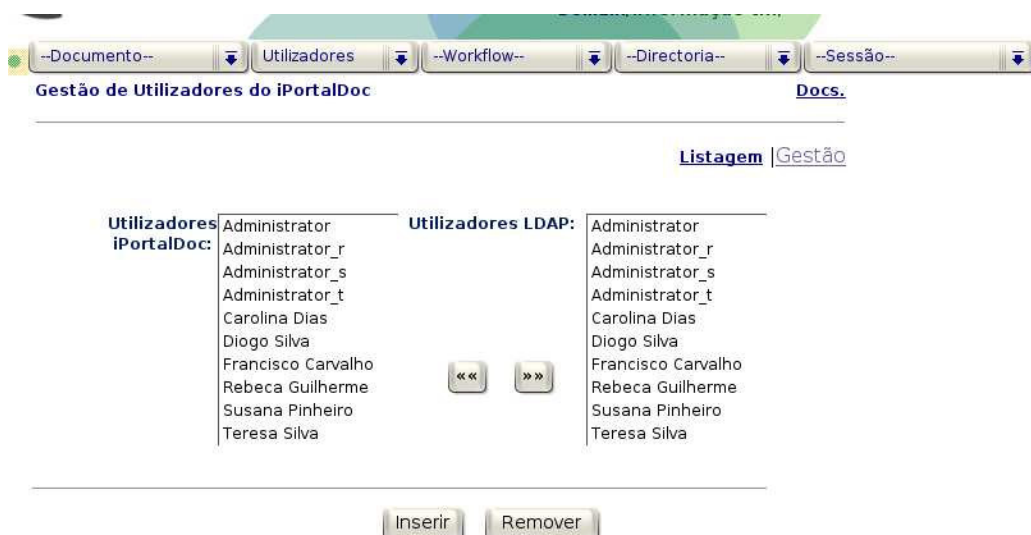 --Documento-- Utilizadores --Workflow-- --Directoria-- --Sessão--
Gestão de Utilizadores do iPortalDoc Docs.
Listagem |Gestão
Utilizadores iPortalDoc:
Administrator
Administrator_r
Administrator_s
Administrator_t
Carolina Dias
Diogo Silva
Francisco Carvalho
Rebeca Guilherme
Susana Pinheiro
Teresa Silva
«« »»
Utilizadores LDAP:
Administrator
Administrator_r
Administrator_s
Administrator_t
Carolina Dias
Diogo Silva
Francisco Carvalho
Rebeca Guilherme
Susana Pinheiro
Teresa Silva
Inserir Remover